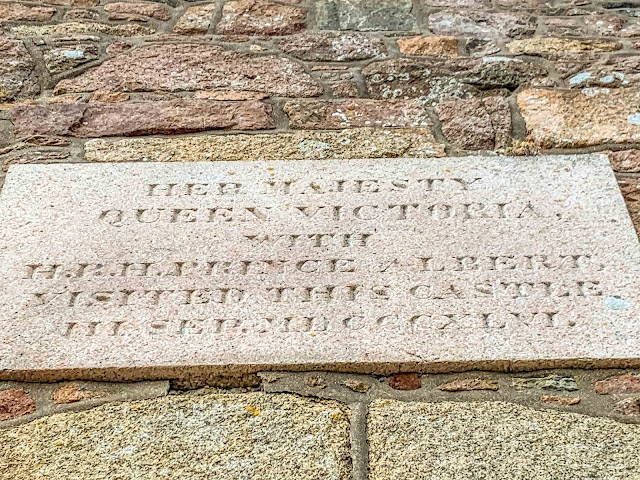 HER MAJESTY
QUEEN VICTORIA,
WITH
H.R.H. PRINCE ALBERT,
VISITED THIS CASTLE
III. SEP. MDCCCXLVI.